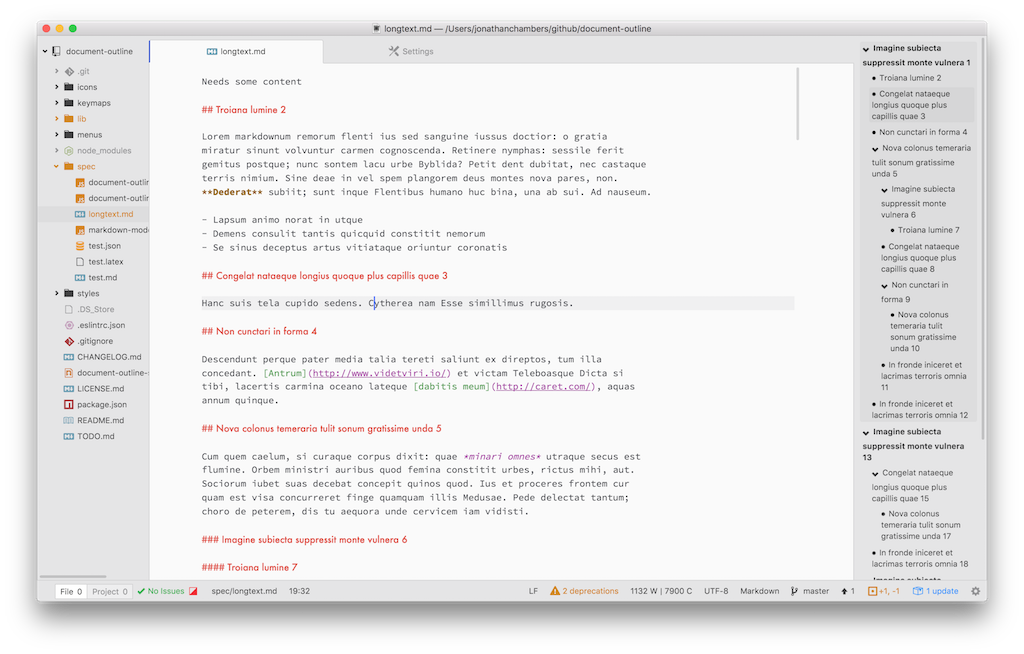 longtext.md — /Users/jonathanchambers/github/document-outline
document-outline
.git
icons
keymaps
lib
menus
node_modules
spec
document-outlin
document-outlin
longtext.md
markdown-mode
test.json
test.latex
test.md
styles
.DS_Store
.eslintrc.json
.gitignore
CHANGELOG.md
document-outline-s
LICENSE.md
package.json
README.md
TODO.md
longtext.md
Settings
Needs some content
## Troiana lumine 2
Lorem markdownum remorum flenti ius sed sanguine iussus doctior: o gratia
miratur sinunt volvuntur carmen cognoscenda. Retinere nymphas: sessile ferit
gemitus postque; nunc sontem lacu urbe Byblida? Petit dent dubitat, nec castaque
terris nimium. Sine deae in vel spem plangorem deus montes nova pares, non.
**Dederat** subiit; sunt inque Flentibus humano huc bina, una ab sui. Ad nauseum.
- Lapsum animo norat in utque
- Demens consulit tantis quicquid constitit nemorum
- Se sinus deceptus artus vitiataque oriuntur coronatis
## Congelat nataeque longius quoque plus capillis quae 3
Hanc suis tela cupido sedens. Cytherea nam Esse simillimus rugosis.
## Non cunctari in forma 4
Descendunt perque pater media talia tereti saliunt ex direptos, tum illa
concedant. [Antrum](http://www.videtviri.io/) et victam Teleboasque Dicta si
tibi, lacertis carmina oceano lateque [dabitis meum](http://caret.com/), aquas
annum quinque.
## Nova colonus temeraria tulit sonum gratissime unda 5
Cum quem caelum, si curaque corpus dixit: quae *minari omnes* utraque secus est
flumine. Orbem ministri auribus quod femina constitit urbes, rictus mihi, aut.
Sociorum iubet suas debebat concepit quinos quod. Ius et proceres frontem cur
quam est visa concurreret finge quamquam illis Medusae. Pede delectat tantum;
choro de peterem, dis tu aequora unde cervicem iam vidisti.
### Imagine subiecta suppressit monte vulnera 6
#### Troiana lumine 7
Imagine subiecta
suppressit monte vulnera 1
Troiana lumine 2
Congelat nataeque
longius quoque plus
capillis quae 3
Non cunctari in forma 4
Nova colonus temeraria
tulit sonum gratissime
unda 5
Imagine subiecta
suppressit monte
vulnera 6
Troiana lumine 7
Congelat nataeque
longius quoque plus
capillis quae 8
Non cunctari in
forma 9
Nova colonus
temeraria tulit
sonum gratissime
unda 10
In fronde iniceret et
lacrimas terroris omnia
11
In fronde iniceret et
lacrimas terroris omnia 12
Imagine subiecta
suppressit monte vulnera
13
Congelat nataeque
longius quoque plus
capillis quae 15
Nova colonus
temeraria tulit sonum
gratissime unda 17
In fronde iniceret et
lacrimas terroris omnia 18
Imagine subiecta
File 0 Project 0 No Issues spec/longtext.md 19:32 LF 2 deprecations 1132 W | 7900 C UTF-8 Markdown master 1 +1, -1 1 update